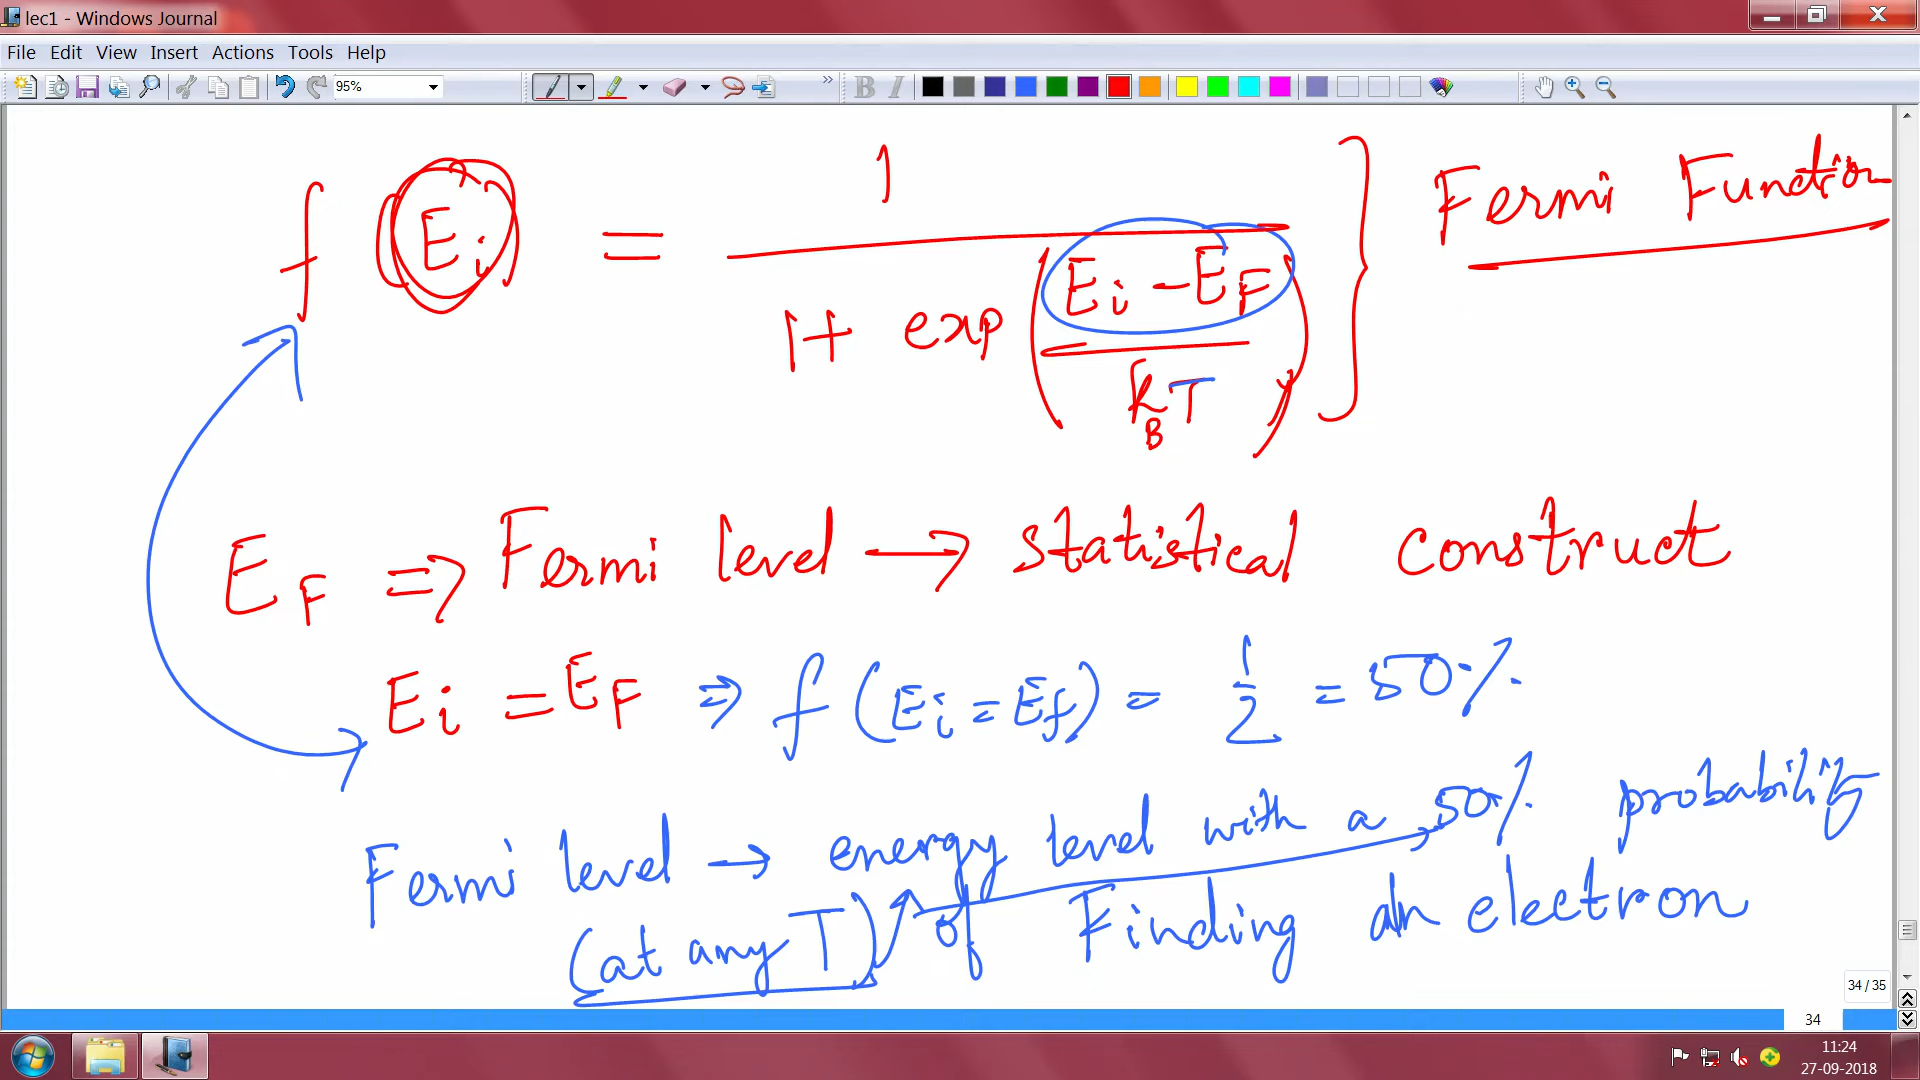 lec1 - Windows Journal
File Edit View Insert Actions Tools Help
95%
B I
f (Ei) = 1 / 1+ exp (Ei - EF / kBT) } Fermi Function
EF => Fermi level → statistical construct
Ei = EF => f (Ei = Ef) = 1/2 = 50%
Fermi level → energy level with a 50% probability
(at any T) of Finding an electron
34 / 35
34
11:24
27-09-2018